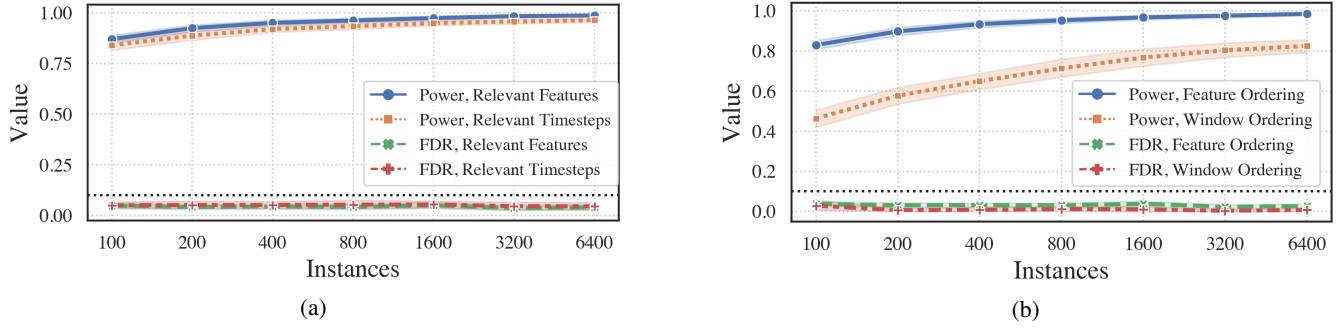 1.00
0.75
0.50
0.25
0.00
Value
Power, Relevant Features
Power, Relevant Timesteps
FDR, Relevant Features
FDR, Relevant Timesteps
100 200 400 800 1600 3200 6400
Instances
(a)
1.0
0.8
0.6
0.4
0.2
0.0
Value
Power, Feature Ordering
Power, Window Ordering
FDR, Feature Ordering
FDR, Window Ordering
100 200 400 800 1600 3200 6400
Instances
(b)